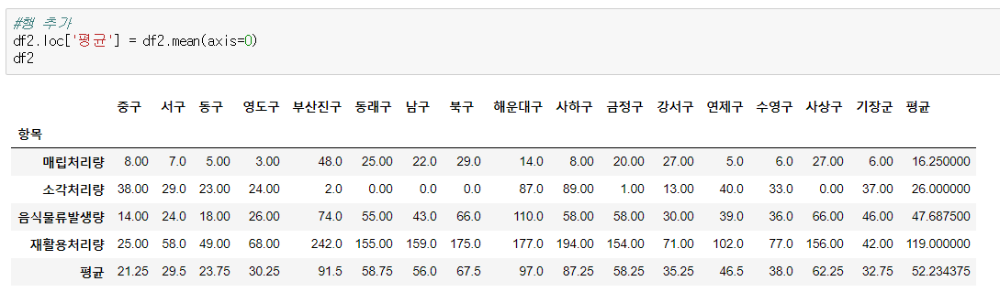 #행 추가
df2.loc['평균'] = df2.mean(axis=0)
df2
중구 서구 동구 영도구 부산진구 동래구 남구 북구 해운대구 사하구 금정구 강서구 연제구 수영구 사상구 기장군 평균
항목
매립처리량 8.00 7.0 5.00 3.00 48.0 25.00 22.0 29.0 14.0 8.00 20.00 27.00 5.0 6.0 27.00 6.00 16.250000
소각처리량 38.00 29.0 23.00 24.00 2.0 0.00 0.0 0.0 87.0 89.00 1.00 13.00 40.0 33.0 0.00 37.00 26.000000
음식물류발생량 14.00 24.0 18.00 26.00 74.0 55.00 43.0 66.0 110.0 58.00 58.00 30.00 39.0 36.0 66.00 46.00 47.687500
재활용처리량 25.00 58.0 49.00 68.00 242.0 155.00 159.0 175.0 177.0 194.00 154.00 71.00 102.0 77.0 156.00 42.00 119.000000
평균 21.25 29.5 23.75 30.25 91.5 58.75 56.0 67.5 97.0 87.25 58.25 35.25 46.5 38.0 62.25 32.75 52.234375